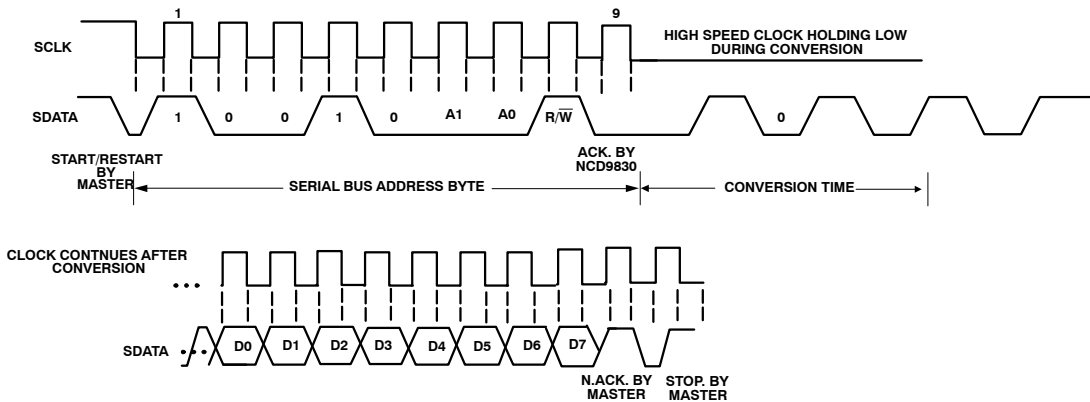 1
9
SCLK
HIGH SPEED CLOCK HOLDING LOW
DURING CONVERSION
SDATA
1 0 0 1 0 A1 A0 R/W̅ 0
START/RESTART
BY
MASTER
ACK. BY
NCD9830
SERIAL BUS ADDRESS BYTE
CONVERSION TIME
CLOCK CONTNUES AFTER
CONVERSION
SDATA
D0 D1 D2 D3 D4 D5 D6 D7
N.ACK. BY
MASTER
STOP. BY
MASTER